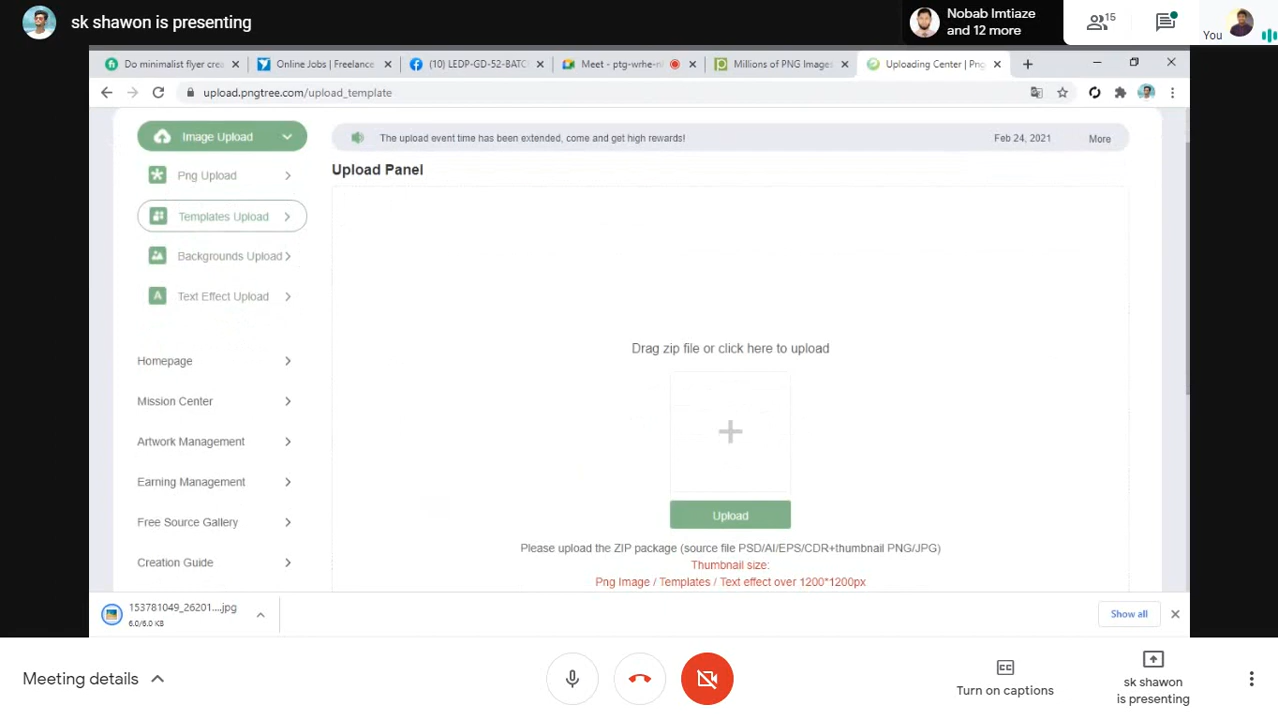 sk shawon is presenting
Nobab Imtiaze
and 12 more
15
You
Do minimalist flyer crea
Online Jobs | Freelance
(10) LEDP-GD-52-BATC
Meet - ptg-wrhe-n
Millions of PNG Images
Uploading Center | Png
upload.pngtree.com/upload_template
Image Upload
The upload event time has been extended, come and get high rewards!
Feb 24, 2021
More
Png Upload
Upload Panel
Templates Upload
Backgrounds Upload
Text Effect Upload
Homepage
Drag zip file or click here to upload
Mission Center
Artwork Management
Earning Management
Free Source Gallery
Upload
Creation Guide
Please upload the ZIP package (source file PSD/AI/EPS/CDR+thumbnail PNG/JPG)
Thumbnail size:
Png Image / Templates / Text effect over 1200*1200px
153781049_26201....jpg
6.0/6.0 KB
Show all
Meeting details
Turn on captions
sk shawon
is presenting